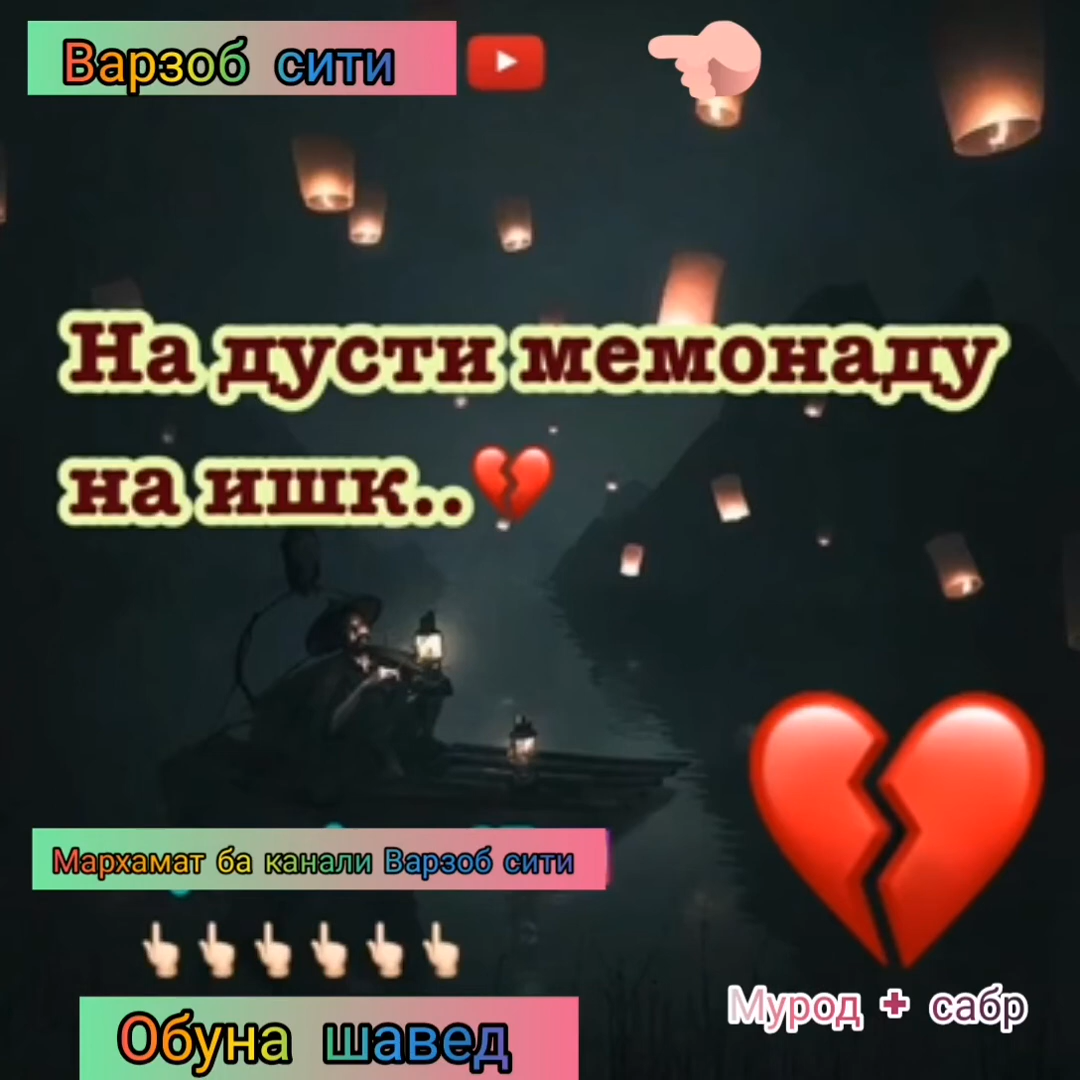 Варзоб сити
На дусти мемонаду
на ишк..
Мархамат ба канали Варзоб сити
Обуна шавед
Мурод + сабр